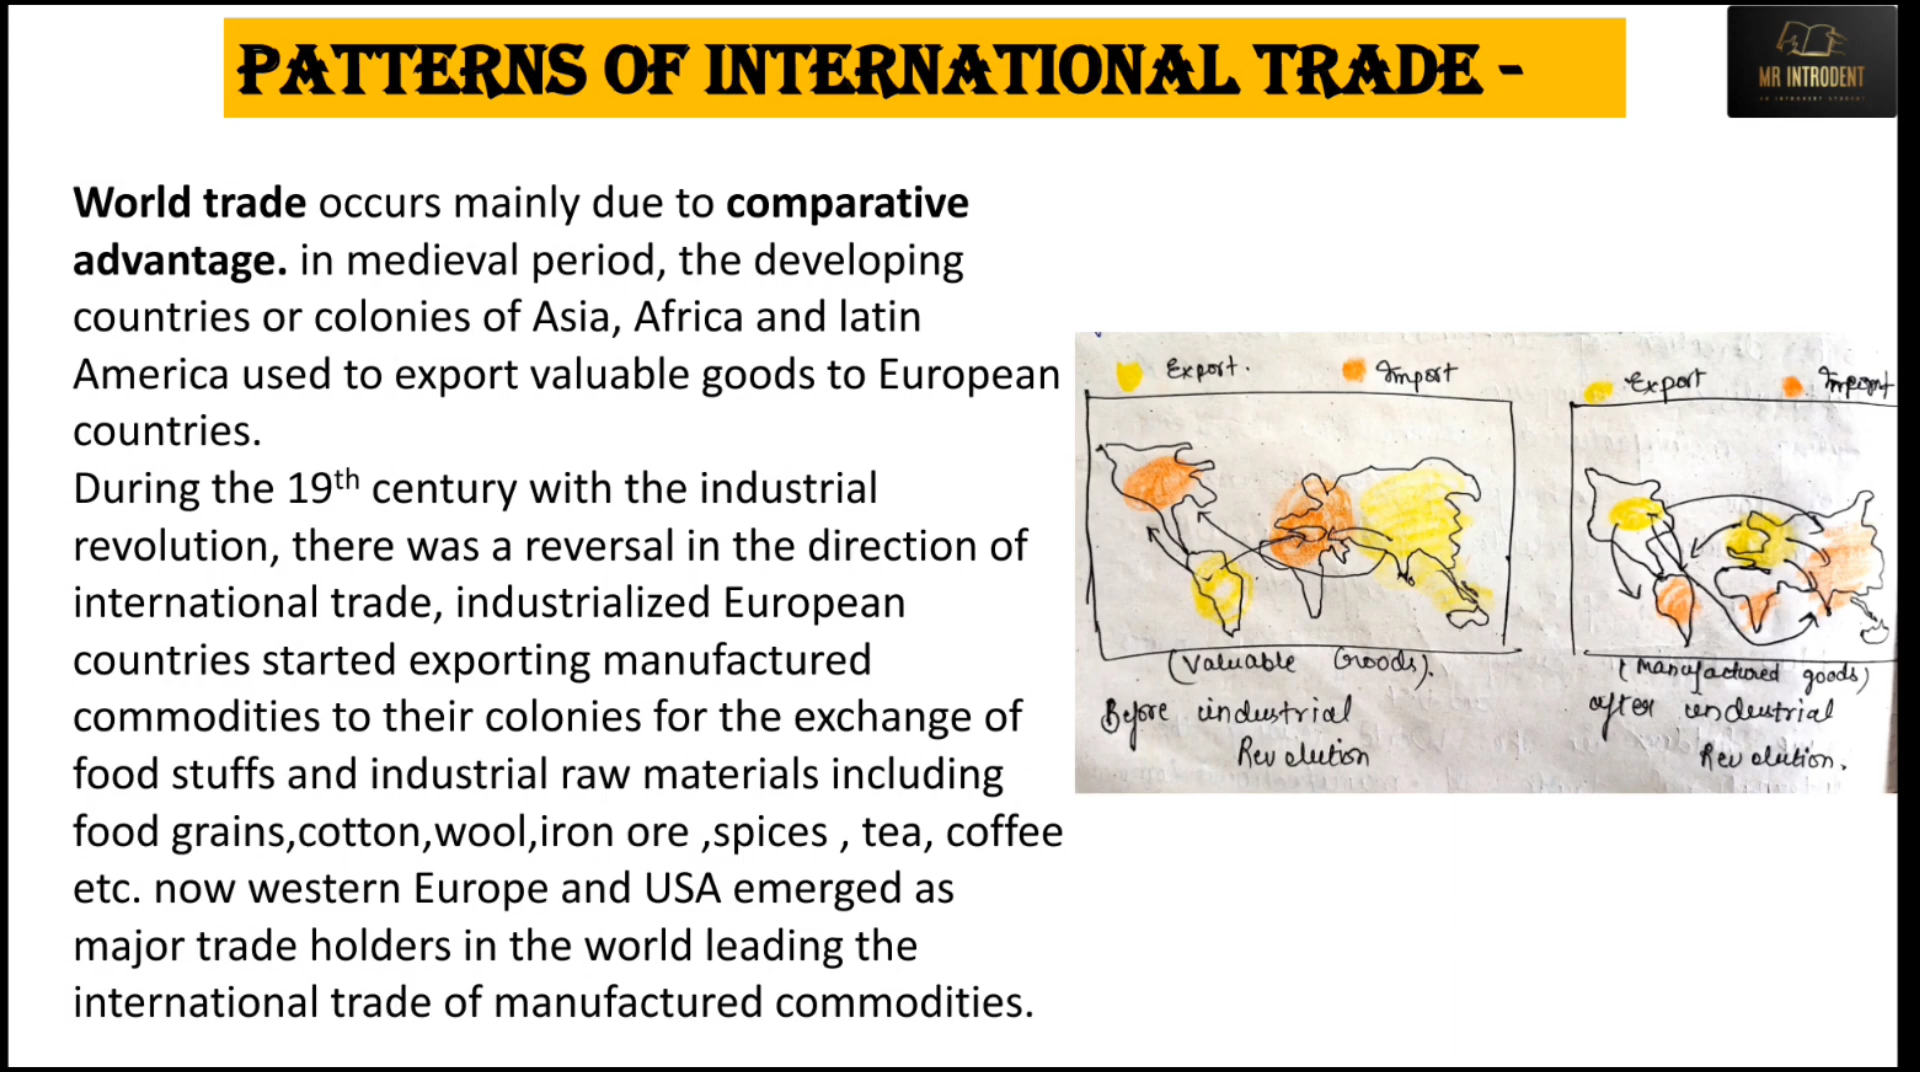 PATTERNS OF INTERNATIONAL TRADE -
MR INTRODENT
World trade occurs mainly due to comparative
advantage. in medieval period, the developing
countries or colonies of Asia, Africa and latin
America used to export valuable goods to European
countries.
During the 19th century with the industrial
revolution, there was a reversal in the direction of
international trade, industrialized European
countries started exporting manufactured
commodities to their colonies for the exchange of
food stuffs and industrial raw materials including
food grains,cotton,wool,iron ore ,spices , tea, coffee
etc. now western Europe and USA emerged as
major trade holders in the world leading the
international trade of manufactured commodities.
Export. Import
(Valuable Goods).
Before industrial
Revolution
Export Import
(Manufactured goods)
after industrial
Revolution.